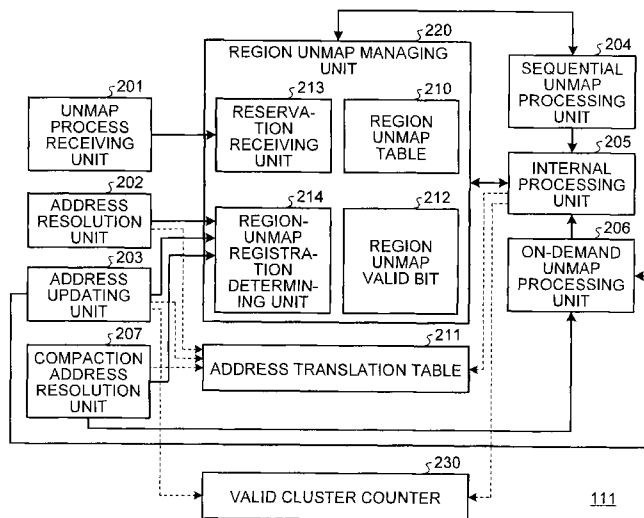 220
REGION UNMAP MANAGING
UNIT
201
UNMAP
PROCESS
RECEIVING
UNIT
213
RESERVA-
TION
RECEIVING
UNIT
210
REGION
UNMAP
TABLE
204
SEQUENTIAL
UNMAP
PROCESSING
UNIT
205
INTERNAL
PROCESSING
UNIT
202
ADDRESS
RESOLUTION
UNIT
214
REGION-
UNMAP
REGISTRATION
DETERMIN-
ING UNIT
212
REGION
UNMAP
VALID BIT
206
ON-DEMAND
UNMAP
PROCESSING
UNIT
203
ADDRESS
UPDATING
UNIT
207
COMPACTION
ADDRESS
RESOLUTION
UNIT
211
ADDRESS TRANSLATION TABLE
230
VALID CLUSTER COUNTER
111